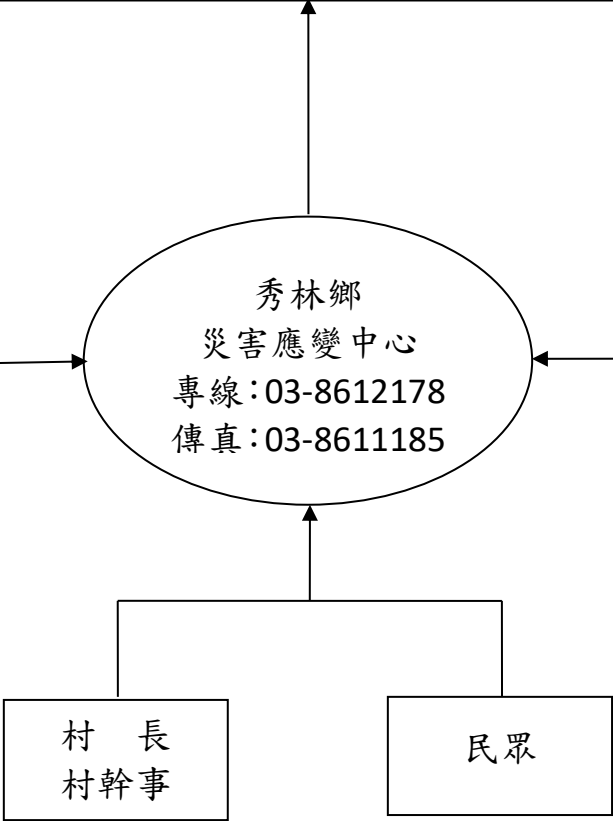 秀林鄉
災害應變中心
專線：03-8612178
傳真：03-8611185
村　長
村幹事
民眾